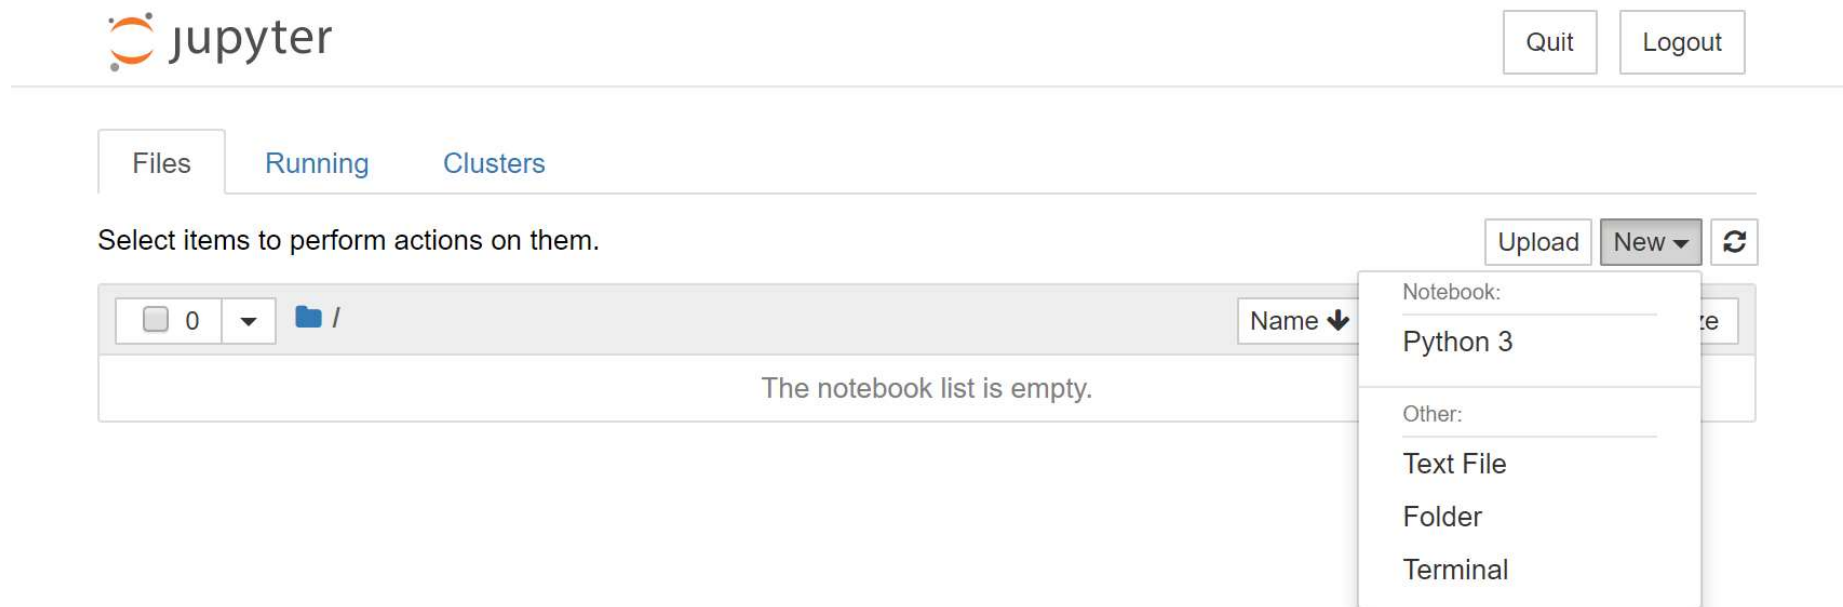 jupyter
Quit Logout
Files Running Clusters
Select items to perform actions on them.
Upload New
0 / Name
Notebook:
Python 3
The notebook list is empty.
Other:
Text File
Folder
Terminal